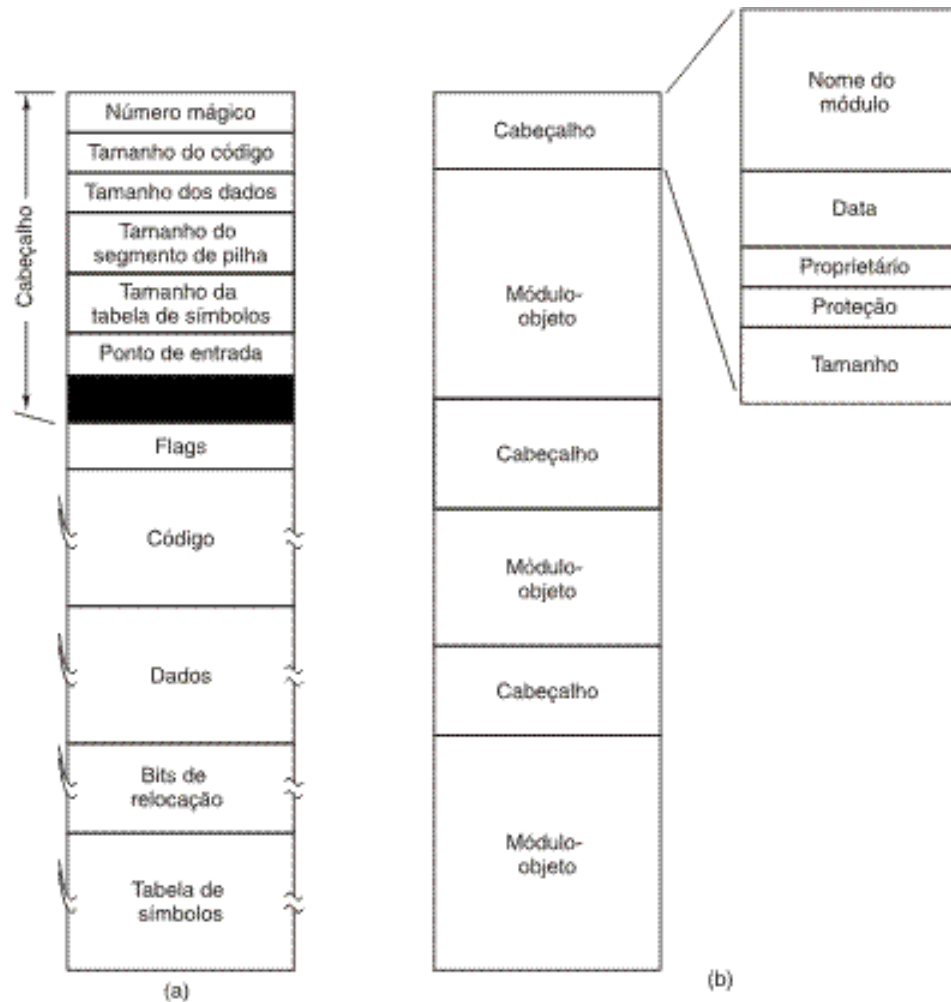 Cabeçalho
Número mágico
Tamanho do código
Tamanho dos dados
Tamanho do
segmento de pilha
Tamanho da
tabela de símbolos
Ponto de entrada
Flags
Código
Dados
Bits de
relocação
Tabela de
símbolos
(a)
Cabeçalho
Módulo-
objeto
Cabeçalho
Módulo-
objeto
Cabeçalho
Módulo-
objeto
(b)
Nome do
módulo
Data
Proprietário
Proteção
Tamanho